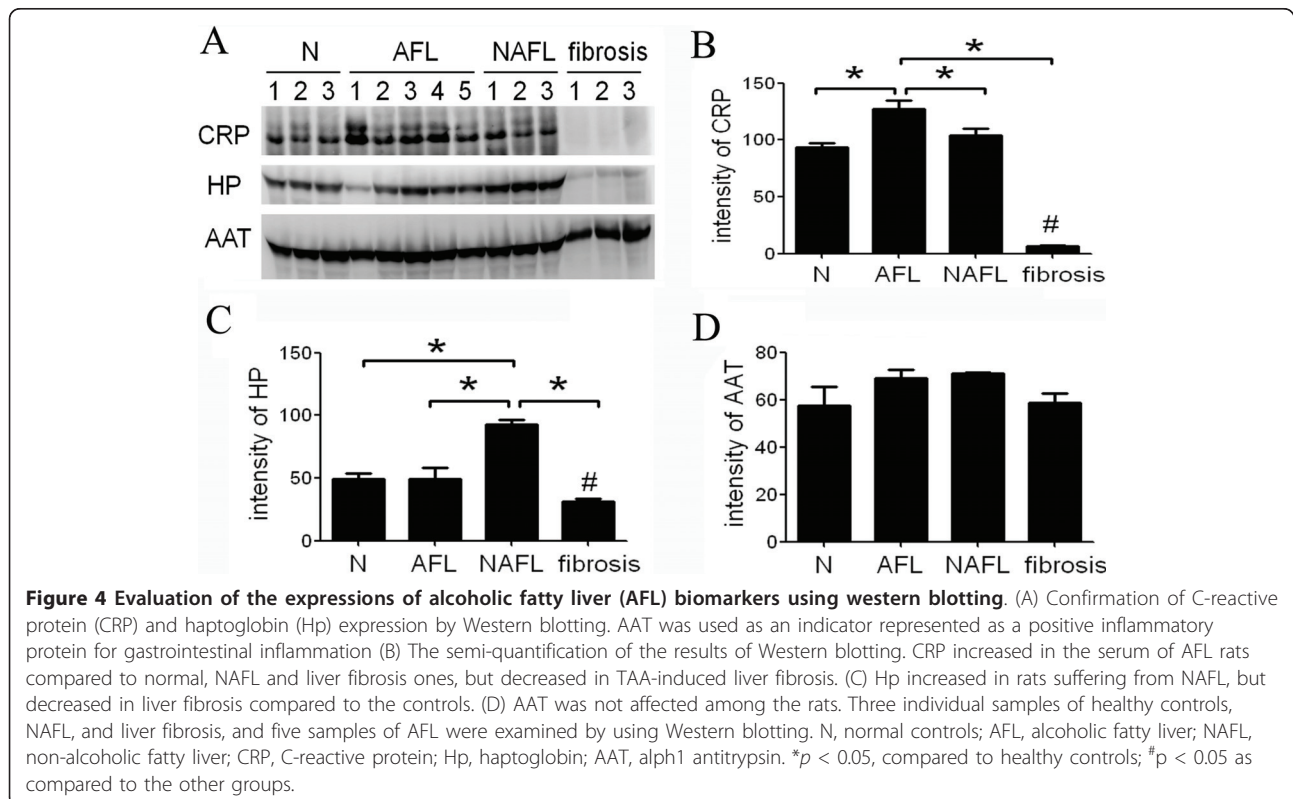 A
N AFL NAFL fibrosis
1 2 3 1 2 3 4 5 1 2 3 1 2 3
CRP
HP
AAT
B
intensity of CRP
150
100
50
0
* * *
#
N AFL NAFL fibrosis
C
intensity of HP
150
100
50
0
* * *
#
N AFL NAFL fibrosis
D
intensity of AAT
80
60
40
20
0
N AFL NAFL fibrosis
Figure 4 Evaluation of the expressions of alcoholic fatty liver (AFL) biomarkers using western blotting. (A) Confirmation of C-reactive
protein (CRP) and haptoglobin (Hp) expression by Western blotting. AAT was used as an indicator represented as a positive inflammatory
protein for gastrointestinal inflammation (B) The semi-quantification of the results of Western blotting. CRP increased in the serum of AFL rats
compared to normal, NAFL and liver fibrosis ones, but decreased in TAA-induced liver fibrosis. (C) Hp increased in rats suffering from NAFL, but
decreased in liver fibrosis compared to the controls. (D) AAT was not affected among the rats. Three individual samples of healthy controls,
NAFL, and liver fibrosis, and five samples of AFL were examined by using Western blotting. N, normal controls; AFL, alcoholic fatty liver; NAFL,
non-alcoholic fatty liver; CRP, C-reactive protein; Hp, haptoglobin; AAT, alph1 antitrypsin. *p < 0.05, compared to healthy controls; #p < 0.05 as
compared to the other groups.